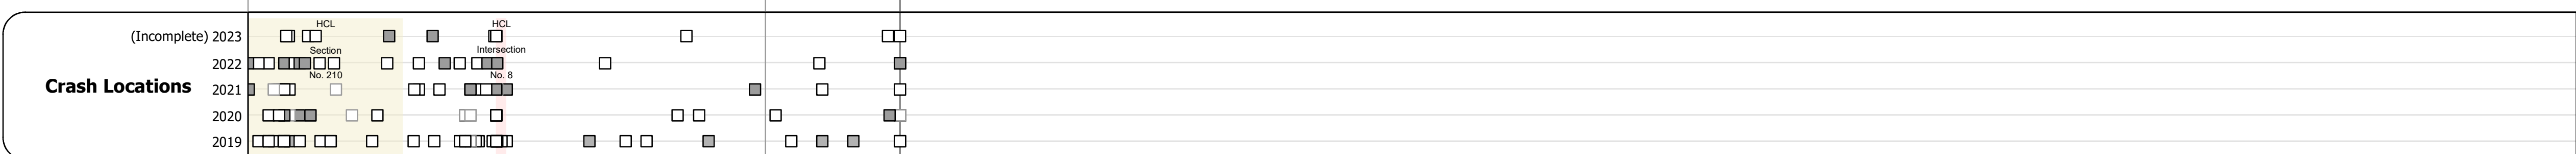 Crash Locations
HCL HCL
(Incomplete) 2023
Section Intersection
2022
No. 210 No. 8
2021
2020
2019